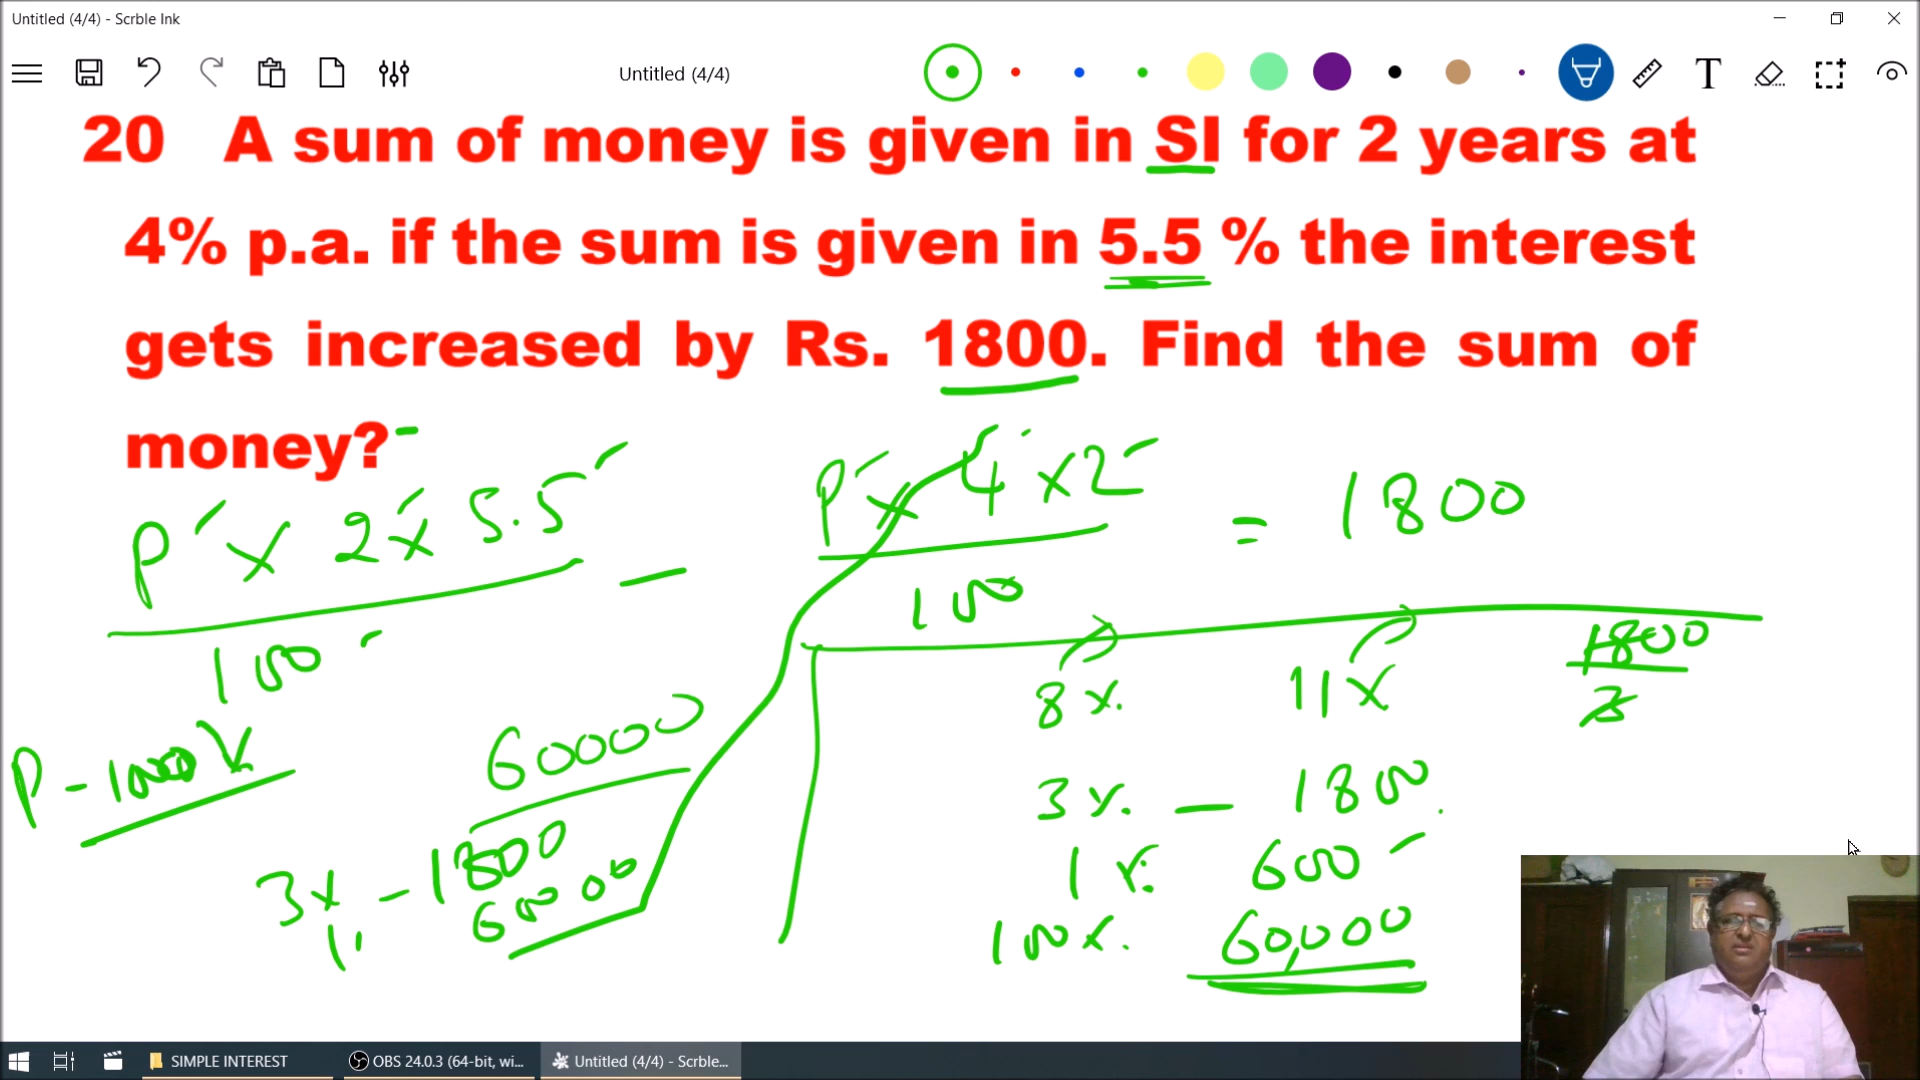 Untitled (4/4) - Scrble Ink
Untitled (4/4)
T
20 A sum of money is given in SI for 2 years at
4% p.a. if the sum is given in 5.5 % the interest
gets increased by Rs. 1800. Find the sum of
money?
P x 2 x 5.5
100
-
P x 4 x 2
100
= 1800
P - 100%
60000
3% - 1800
60000
8%
11%
1800
3
3% - 1800
1% 600
100%. 60,000
SIMPLE INTEREST
OBS 24.0.3 (64-bit, wi...
Untitled (4/4) - Scrble...